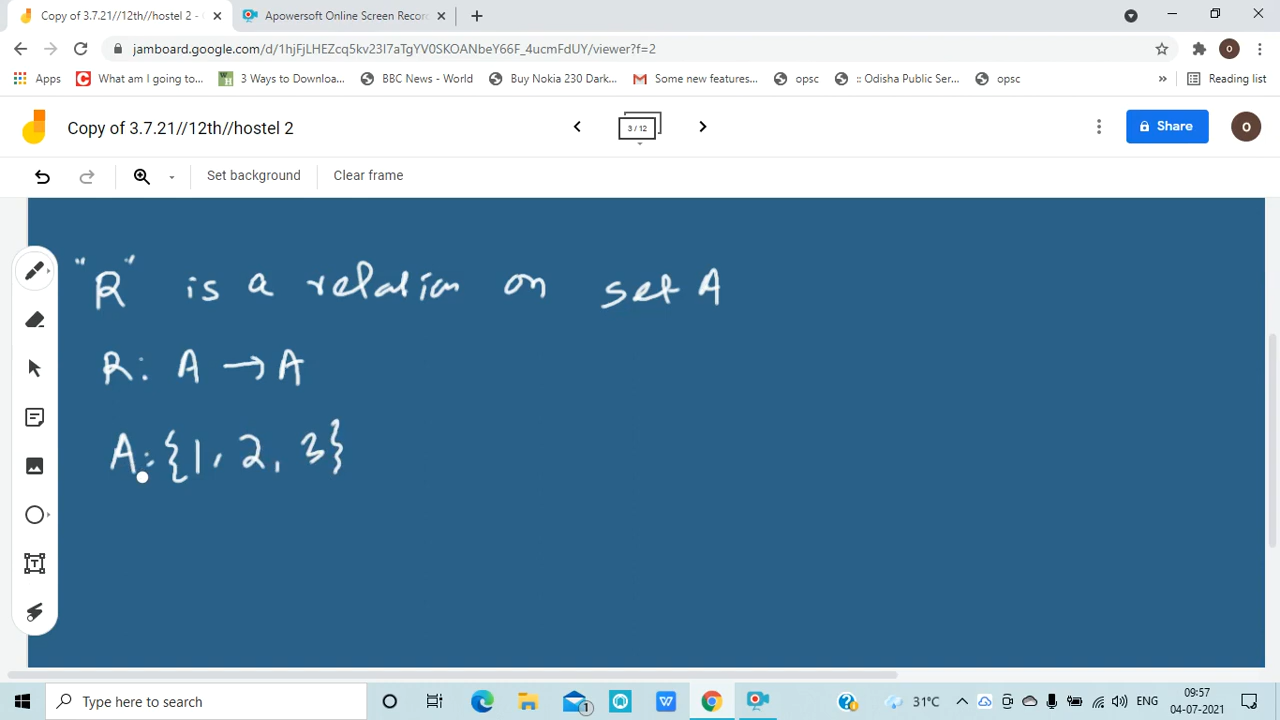 Copy of 3.7.21//12th//hostel 2 -
Apowersoft Online Screen Record
jamboard.google.com/d/1hjFjLHEZcq5kv23I7aTgYV0SKOANbeY66F_4ucmFdUY/viewer?f=2
Apps
What am I going to...
3 Ways to Downloa...
BBC News - World
Buy Nokia 230 Dark...
Some new features...
opsc
:: Odisha Public Ser...
opsc
Reading list
Copy of 3.7.21//12th//hostel 2
3 / 12
Share
O
Set background
Clear frame
"R" is a relation on set A
R: A → A
A: {1, 2, 3}
Type here to search
31°C
ENG
09:57
04-07-2021